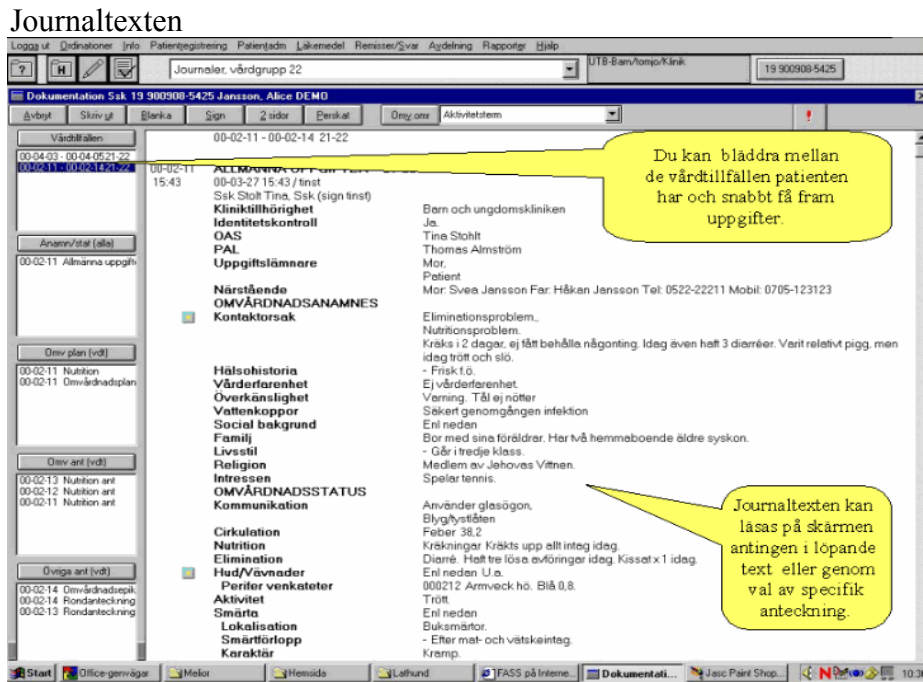 Journaltexten
Logga ut Ordinationer Info Patientregistrering Patientadm Läkemedel Remisser/Svar Avdelning Rapporter Hjälp
Journaler, vårdgrupp 22
UTB-Barn/tomjo/Klinik
19 900908-5425
Dokumentation Ssk 19 900908-5425 Jansson, Alice DEMO
Avbryt Skriv ut Blanka Sign 2 sidor Perskat Omv.omr Aktivitetsterm
Vårdtillfällen
00-04-03 - 00-04-05 21-22
00-02-11 - 00-02-14 21-22
Anamn/stat (alla)
00-02-11 Allmänna uppgift
Omv plan (vdt)
00-02-11 Nutrition
00-02-11 Omvårdnadsplan
Omv ant (vdt)
00-02-13 Nutrition ant
00-02-12 Nutrition ant
00-02-11 Nutrition ant
Övriga ant (vdt)
00-02-14 Omvårdnadsepik
00-02-14 Rondanteckning
00-02-13 Rondanteckning
00-02-11 - 00-02-14 21-22
00-02-11 ALLMÄNNA UPPGIFTER
15:43 00-03-27 15:43 / tinst
Ssk Stolt Tina, Ssk (sign tinst)
Kliniktillhörighet Barn och ungdomskliniken
Identitetskontroll Ja.
OAS Tina Stohlt
PAL Thomas Almström
Uppgiftslämnare Mor,
Patient
Närstående Mor: Svea Jansson Far: Håkan Jansson Tel: 0522-22211 Mobil: 0705-123123
OMVÅRDNADSANAMNES
Kontaktorsak Eliminationsproblem.,
Nutritionsproblem.
Kräks i 2 dagar, ej fått behålla någonting. Idag även haft 3 diarréer. Varit relativt pigg, men
idag trött och slö.
Hälsohistoria - Frisk f.ö.
Vårderfarenhet Ej vårderfarenhet.
Överkänslighet Varning. Tål ej nötter
Vattenkoppor Säkert genomgången infektion
Social bakgrund Enl nedan
Familj Bor med sina föräldrar. Har två hemmaboende äldre syskon.
Livsstil - Går i tredje klass.
Religion Medlem av Jehovas Vittnen.
Intressen Spelar tennis.
OMVÅRDNADSSTATUS
Kommunikation Använder glasögon,
Blyg/tystlåten
Cirkulation Feber 38,2
Nutrition Kräkningar Kräkts upp allt intag idag.
Elimination Diarré. Haft tre lösa avföringar idag. Kissat x 1 idag.
Hud/Vävnader Enl nedan U.a.
Perifer venkateter 000212 Armveck hö. Blå 0,8.
Aktivitet Trött.
Smärta Enl nedan
Lokalisation Buksmärtor.
Smärtförlopp - Efter mat- och vätskeintag.
Karaktär Kramp.
Du kan bläddra mellan
de vårdtillfällen patienten
har och snabbt få fram
uppgifter.
Journaltexten kan
läsas på skärmen
antingen i löpande
text eller genom
val av specifik
anteckning.
Start Office-genvägar Melior Hemsida Lathund FASS på Interne... Dokumentati... Jasc Paint Shop...